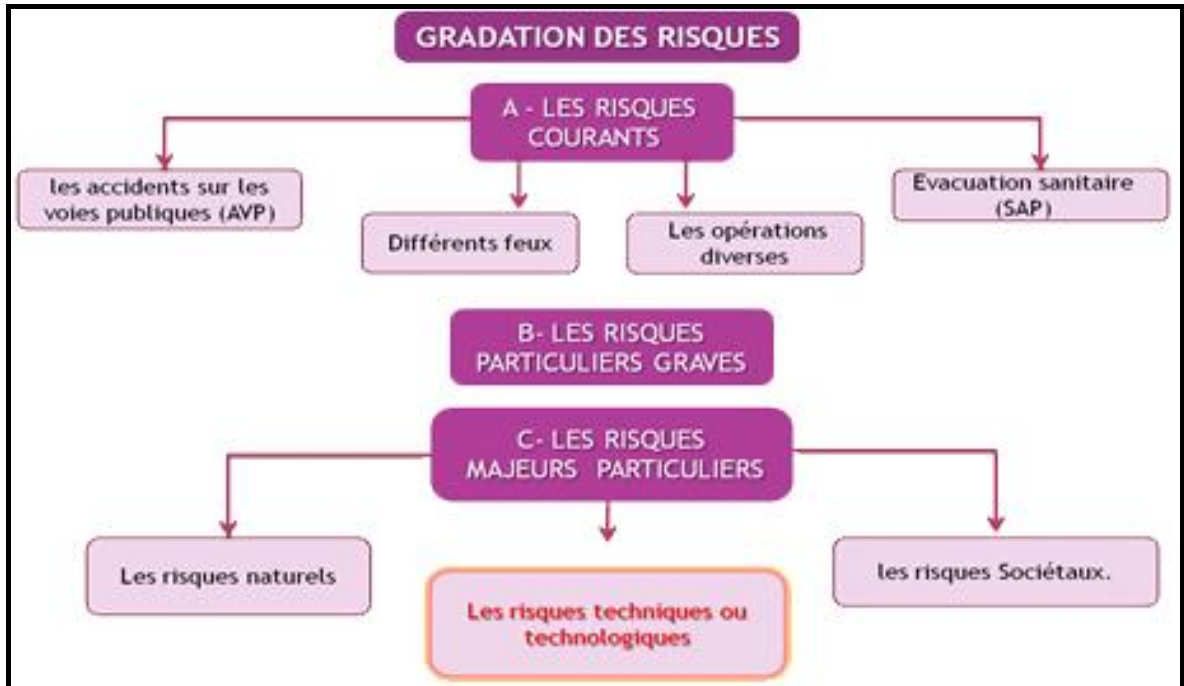 GRADATION DES RISQUES
A - LES RISQUES
COURANTS
les accidents sur les
voies publiques (AVP)
Différents feux
Les opérations
diverses
Evacuation sanitaire
(SAP)
B- LES RISQUES
PARTICULIERS GRAVES
C- LES RISQUES
MAJEURS PARTICULIERS
Les risques naturels
Les risques techniques ou
technologiques
les risques Sociétaux.